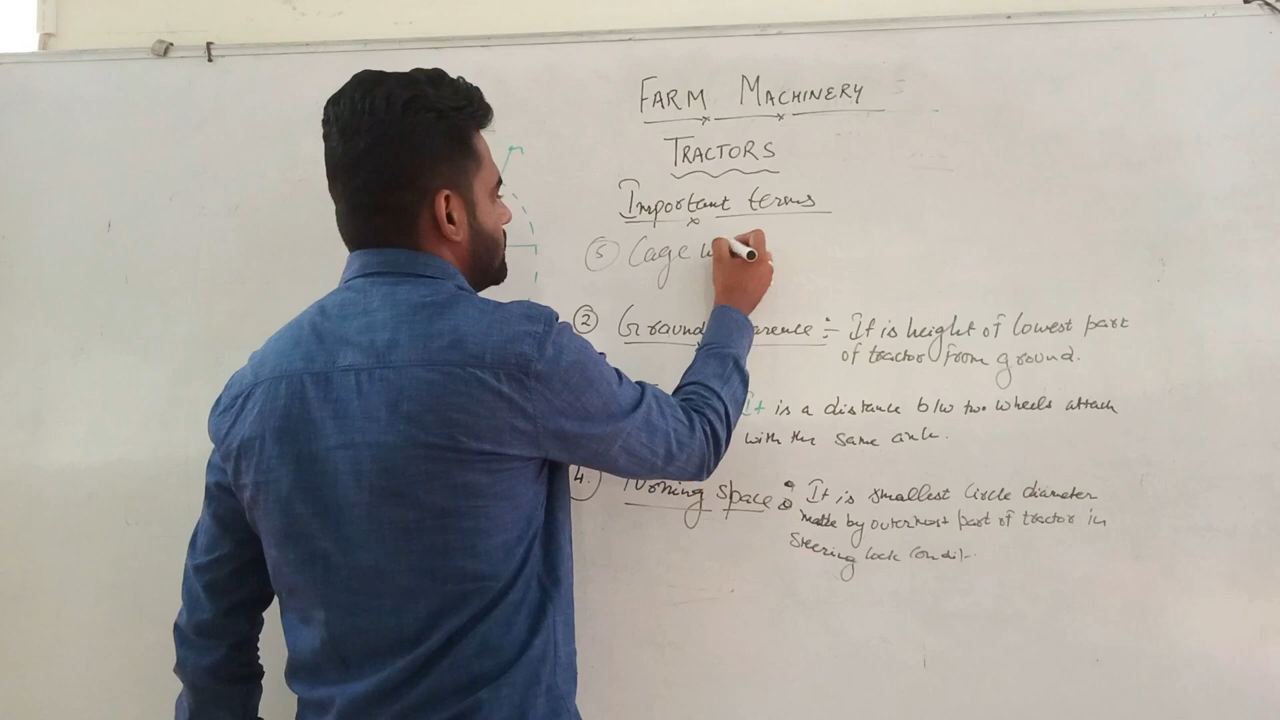 FARM MACHINERY
TRACTORS
Important terms
5 Cage w
2 Ground arence :- It is height of lowest part
of tractor from ground.
It is a distance b/w two wheels attach
with the same axle.
4. Turning space : It is smallest Circle diameter
made by outermost part of tractor in
Steering lock Condi-